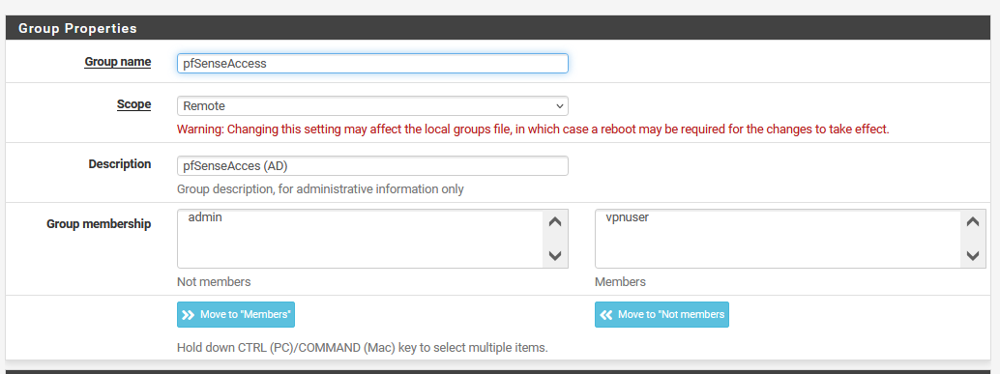 Group Properties
Group name pfSenseAccess
Scope Remote
Warning: Changing this setting may affect the local groups file, in which case a reboot may be required for the changes to take effect.
Description pfSenseAcces (AD)
Group description, for administrative information only
Group membership admin vpnuser
Not members Members
Move to "Members" Move to "Not members
Hold down CTRL (PC)/COMMAND (Mac) key to select multiple items.